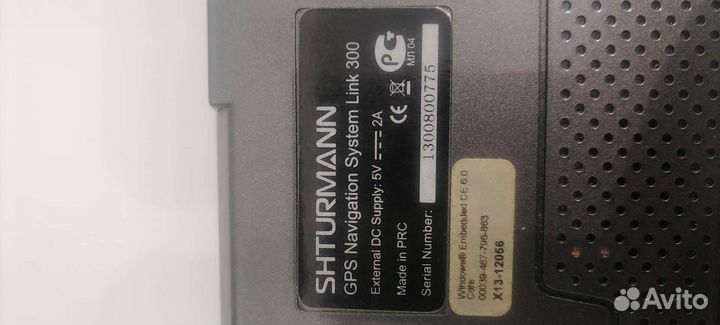 SHTURMANN
GPS Navigation System Link 300
External DC Supply: 5V 2A
Made in PRC
Serial Number: 1300800775
CE
РСТ
МЛ 04
Windows® Embedded CE 6.0
Core
00039-467-796-863
X13-12056
Avito